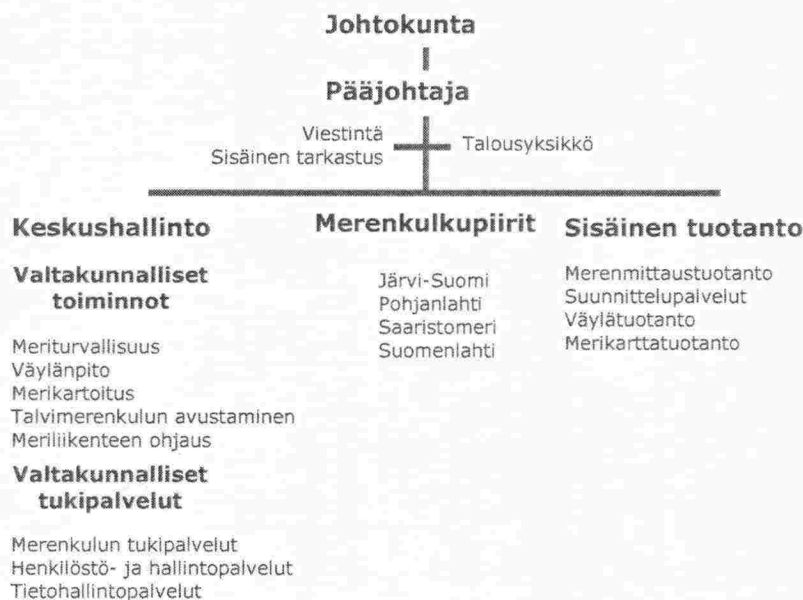 Johtokunta
Pääjohtaja
Viestintä
Sisäinen tarkastus
Talousyksikkö
Keskushallinto
Valtakunnalliset
toiminnot
Meriturvallisuus
Väylänpito
Merikartoitus
Talvimerenkulun avustaminen
Meriliikenteen ohjaus
Valtakunnalliset
tukipalvelut
Merenkulun tukipalvelut
Henkilöstö- ja hallintopalvelut
Tietohallintopalvelut
Merenkulkupiirit
Järvi-Suomi
Pohjanlahti
Saaristomeri
Suomenlahti
Sisäinen tuotanto
Merenmittaustuotanto
Suunnittelupalvelut
Väylätuotanto
Merikarttatuotanto